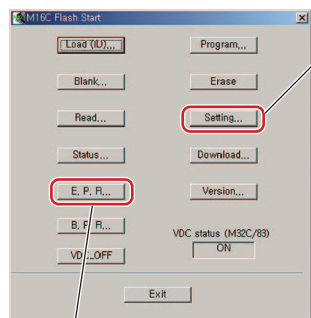 M16C Flash Start
Load (ID)... Program...
Blank... Erase
Read... Setting...
Status... Download...
E. P. R... Version...
B. P. R...
VDC status (M32C/83)
VDC_OFF ON
Exit